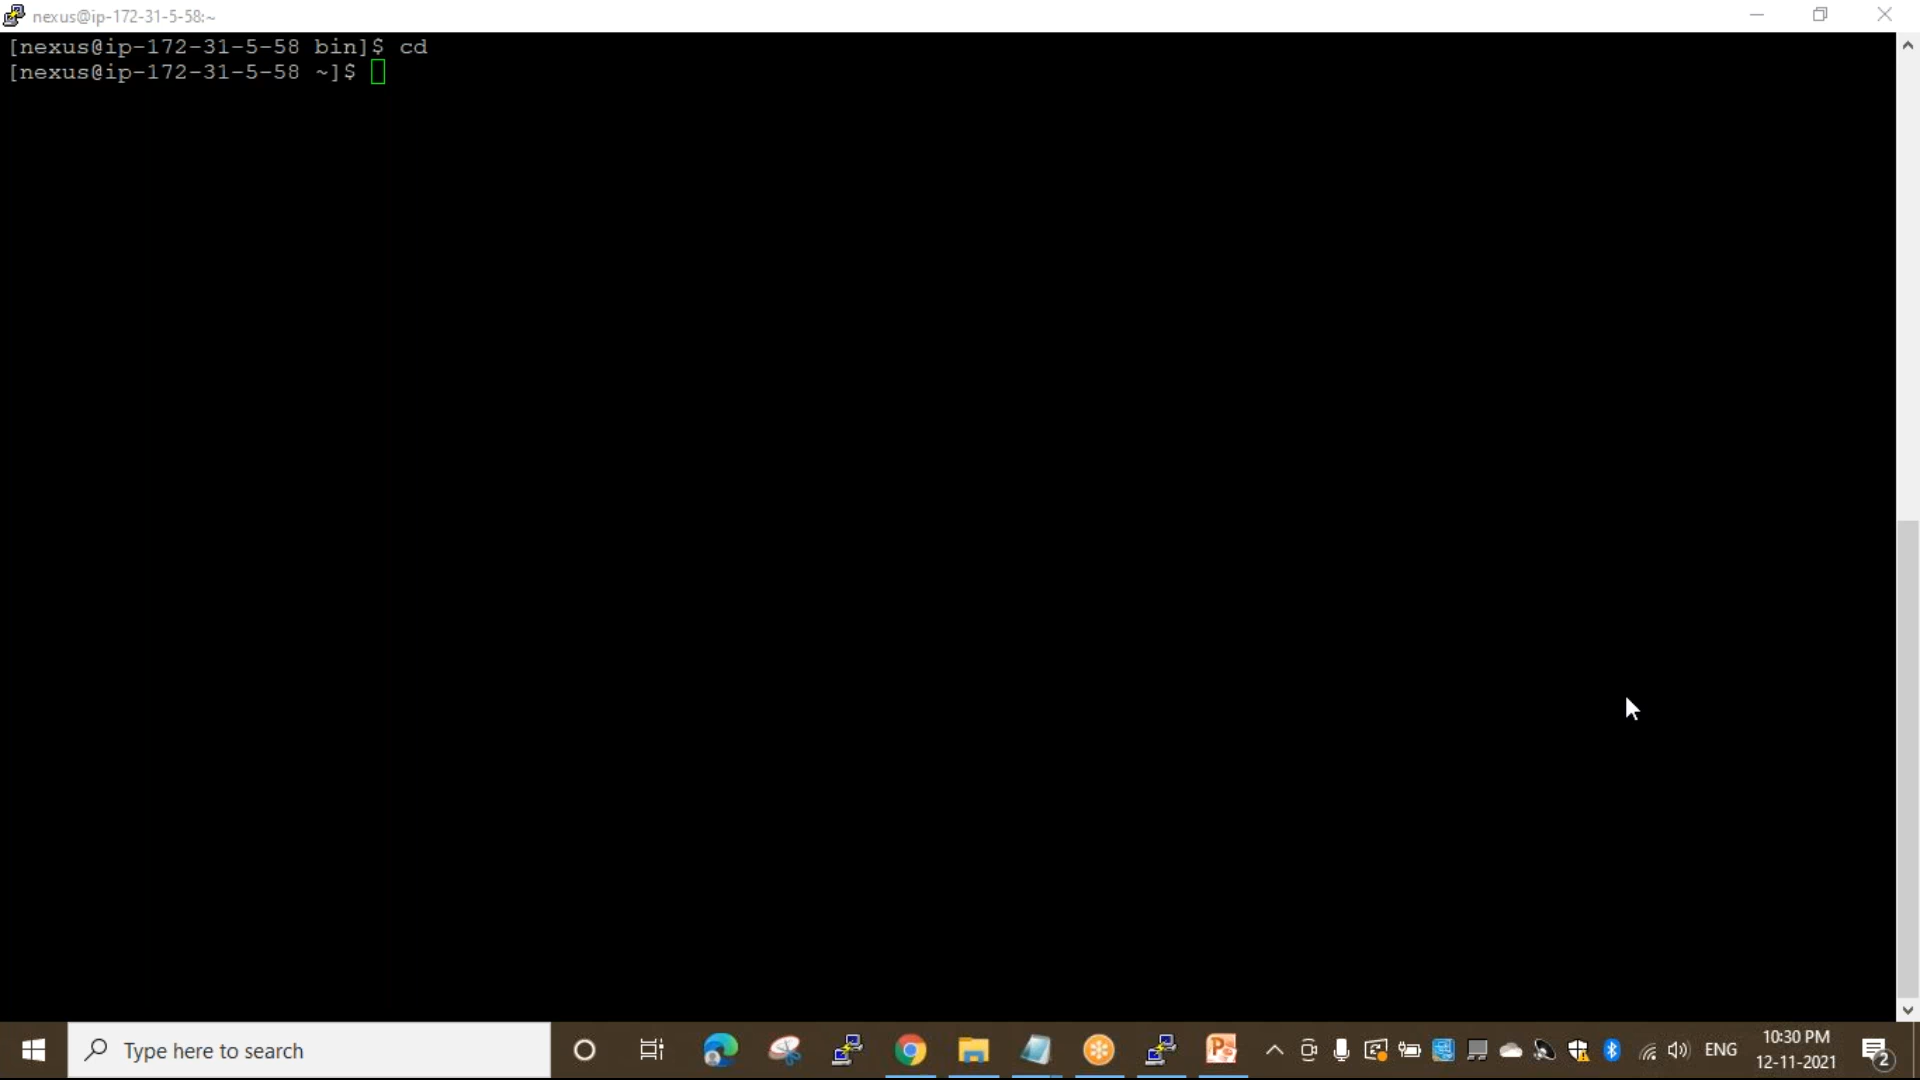 nexus@ip-172-31-5-58:~
[nexus@ip-172-31-5-58 bin]$ cd
[nexus@ip-172-31-5-58 ~]$
Type here to search
ENG
10:30 PM
12-11-2021
2